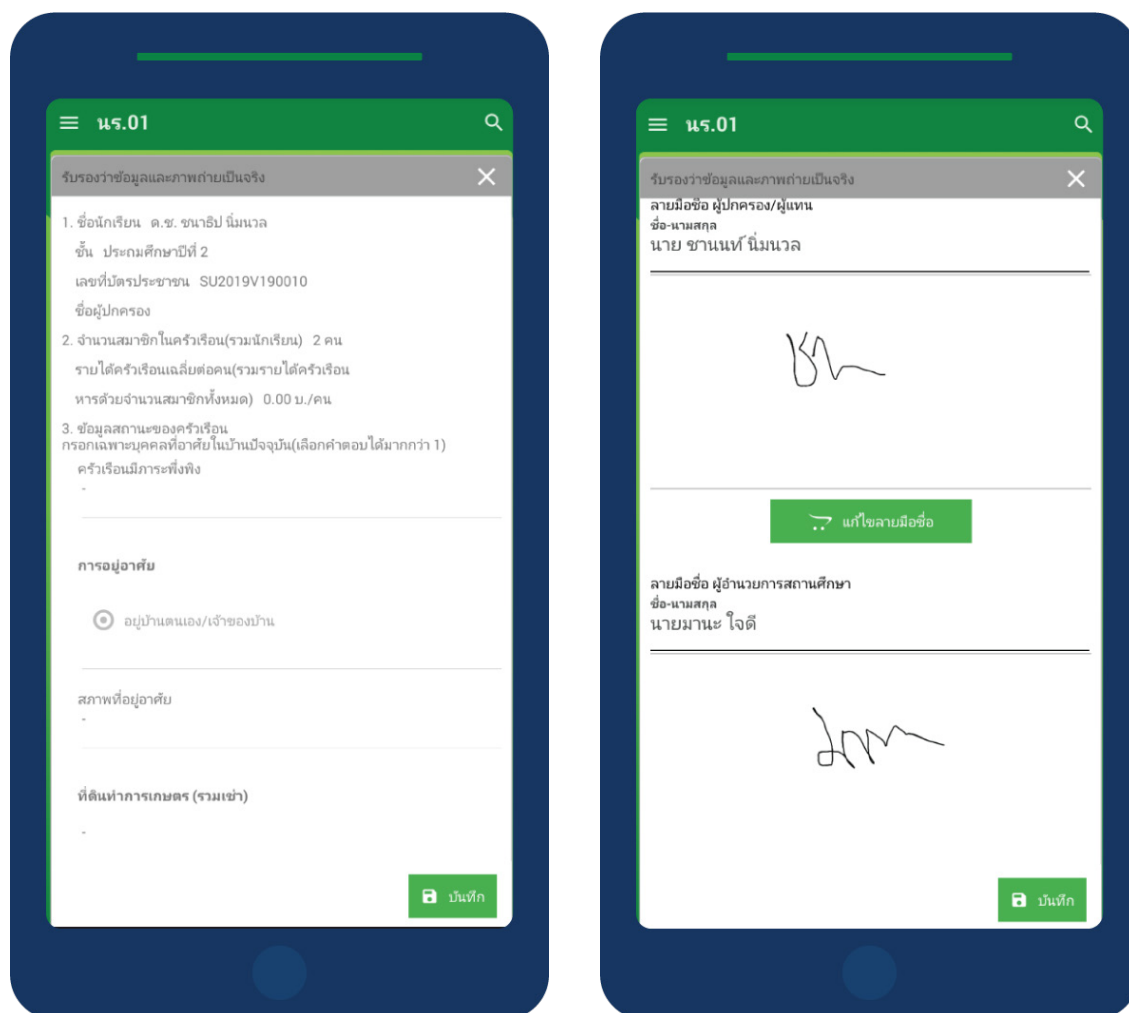 นร.01
รับรองว่าข้อมูลและภาพถ่ายเป็นจริง
1. ชื่อนักเรียน ด.ช. ชนาธิป นิ่มนวล
ชั้น ประถมศึกษาปีที่ 2
เลขที่บัตรประชาชน SU2019V190010
ชื่อผู้ปกครอง
2. จำนวนสมาชิกในครัวเรือน(รวมนักเรียน) 2 คน
รายได้ครัวเรือนเฉลี่ยต่อคน(รวมรายได้ครัวเรือน
หารด้วยจำนวนสมาชิกทั้งหมด) 0.00 บ./คน
3. ข้อมูลสถานะของครัวเรือน
กรอกเฉพาะบุคคลที่อาศัยในบ้านปัจจุบัน(เลือกคำตอบได้มากกว่า 1)
ครัวเรือนมีภาระพึ่งพิง
-
การอยู่อาศัย
อยู่บ้านตนเอง/เจ้าของบ้าน
สภาพที่อยู่อาศัย
-
ที่ดินทำการเกษตร (รวมเช่า)
-
บันทึก
นร.01
รับรองว่าข้อมูลและภาพถ่ายเป็นจริง
ลายมือชื่อ ผู้ปกครอง/ผู้แทน
ชื่อ-นามสกุล
นาย ชานนท์ นิ่มนวล
แก้ไขลายมือชื่อ
ลายมือชื่อ ผู้อำนวยการสถานศึกษา
ชื่อ-นามสกุล
นายมานะ ใจดี
บันทึก